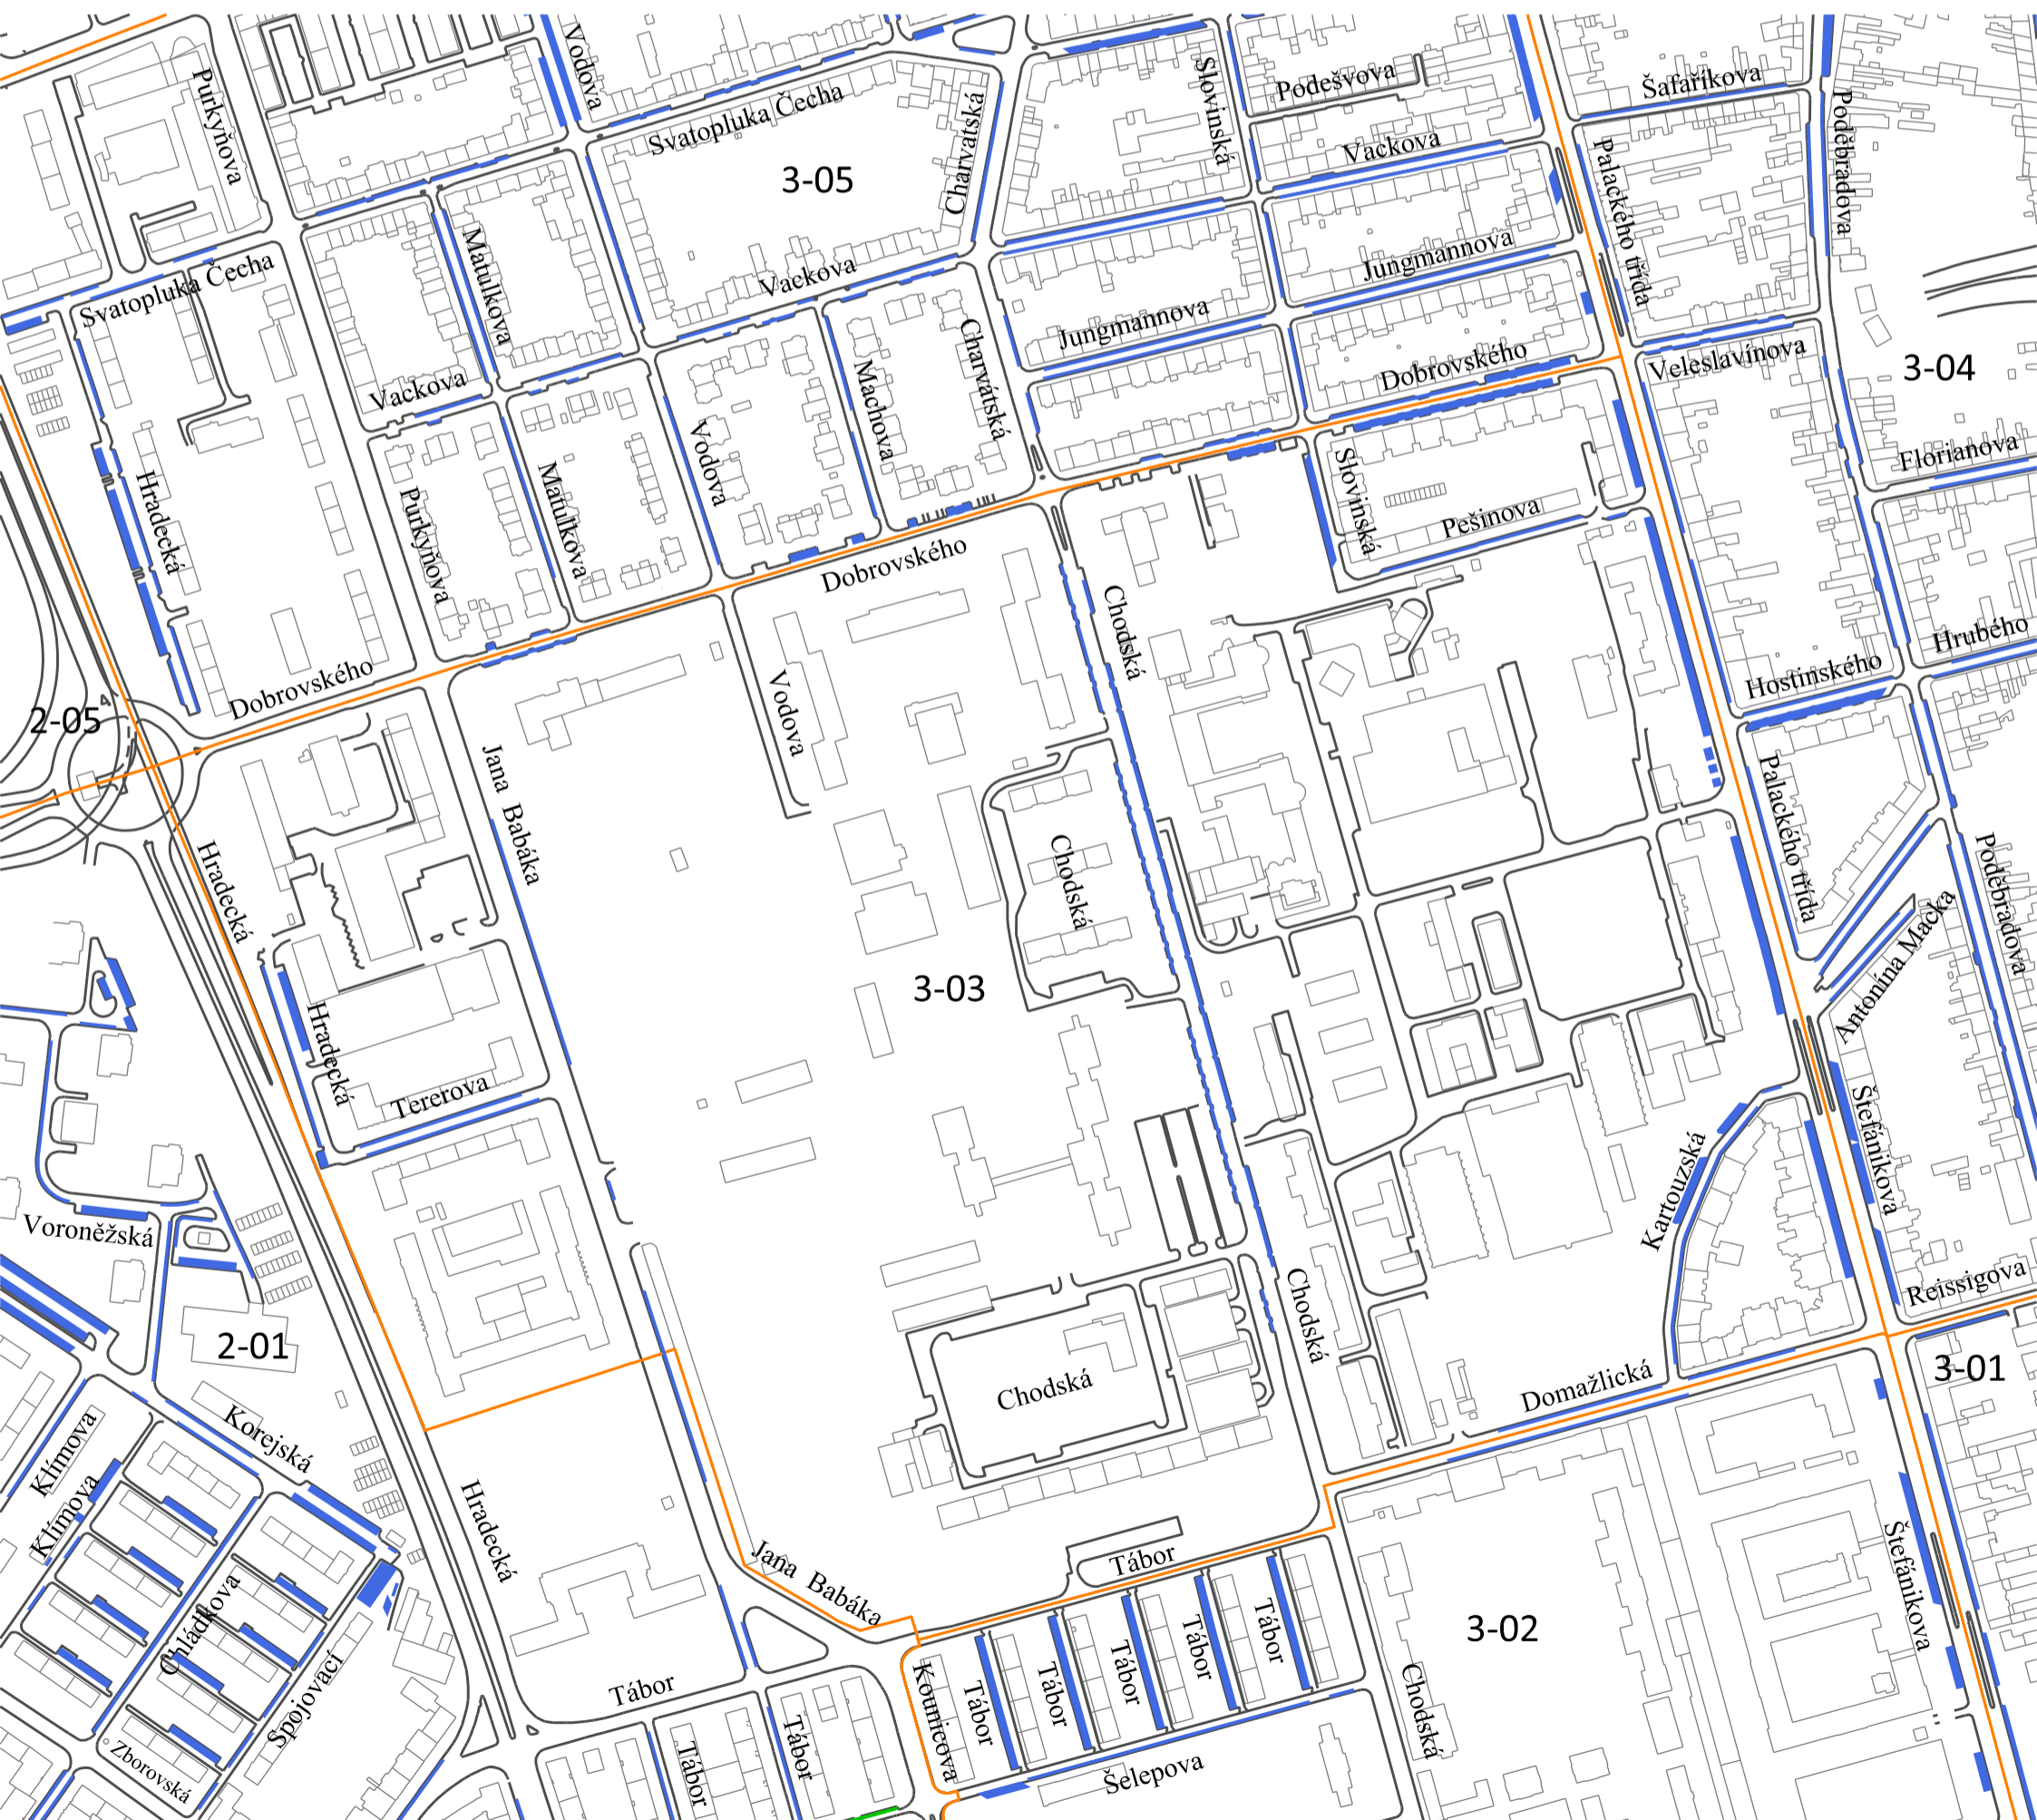 Vodova
Purkyňova
Slovinská
Podešvova
Šafaříkova
Poděbradova
Svatopluka Čecha
Charvatská
Vackova
Palackého třída
3-05
Matulkova
Svatopluka Čecha
Vackova
Jungmannova
Jungmannova
Charvatská
Machova
Vackova
Dobrovského
Veleslavínova
3-04
Hradecká
Purkyňova
Matulkova
Vodova
Slovinská
Pešinova
Florianova
Dobrovského
Chodská
Hrubého
Hostinského
Dobrovského
2-05
Vodova
Jana Babáka
Palackého třída
Hradecká
Chodská
Poděbradova
Antonína Macka
3-03
Hradecká
Tererova
Štefánikova
Kartouzská
Voroněžská
Chodská
Reissigova
2-01
3-01
Chodská
Domažlická
Korejská
Klímova
Klímova
Hradecká
Jana Babáka
Tábor
Štefánikova
Chládkova
Spojovací
Zborovská
3-02
Tábor
Tábor
Tábor
Kounicova
Tábor
Tábor
Tábor
Tábor
Tábor
Chodská
Šelepova